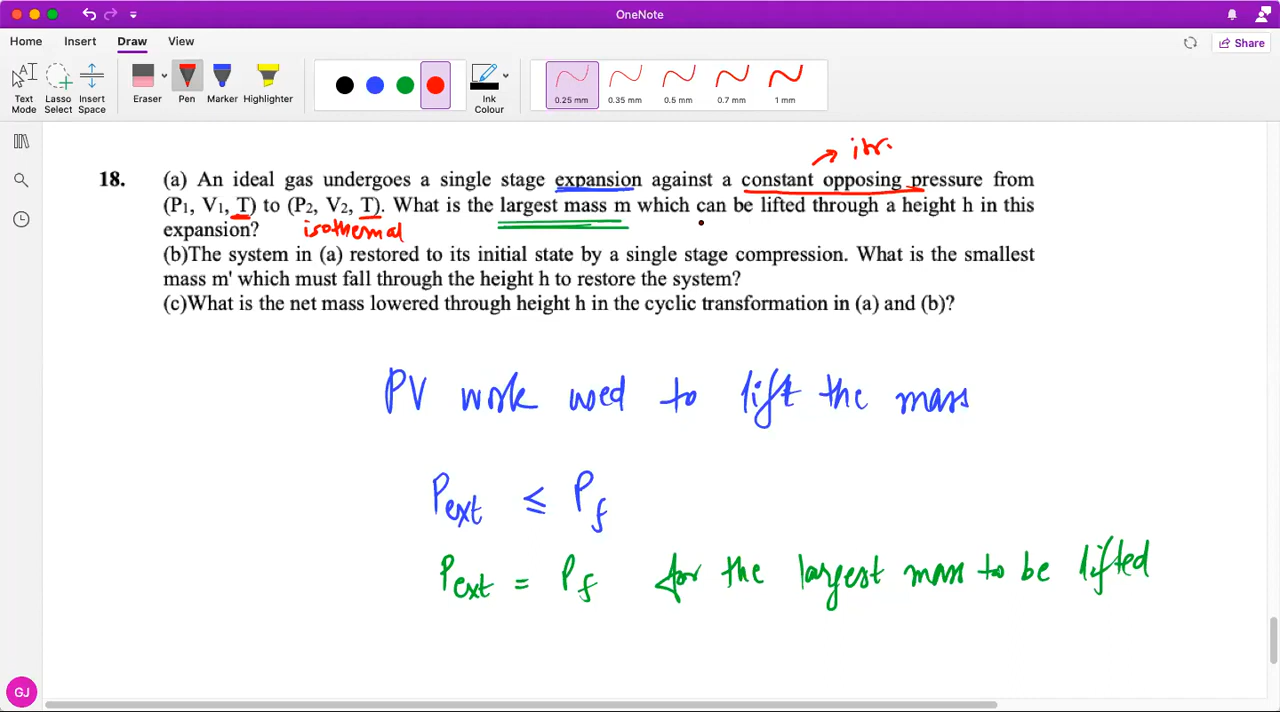 OneNote
Home Insert Draw View
Share
Text Mode
Lasso Select
Insert Space
Eraser
Pen
Marker
Highlighter
Ink Colour
0.25 mm
0.35 mm
0.5 mm
0.7 mm
1 mm
→ irr.
18. (a) An ideal gas undergoes a single stage expansion against a constant opposing pressure from
(P₁, V₁, T) to (P₂, V₂, T). What is the largest mass m which can be lifted through a height h in this
expansion?
isothermal
(b)The system in (a) restored to its initial state by a single stage compression. What is the smallest
mass m' which must fall through the height h to restore the system?
(c)What is the net mass lowered through height h in the cyclic transformation in (a) and (b)?
PV work used to lift the mass
Pext ≤ Pf
Pext = Pf for the largest mass to be lifted
GJ